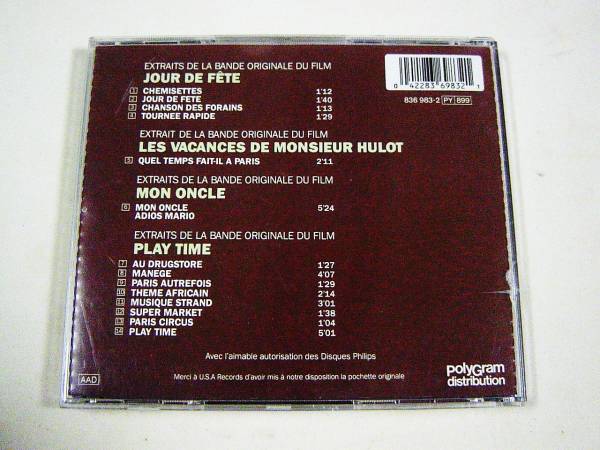 EXTRAITS DE LA BANDE ORIGINALE DU FILM
JOUR DE FÊTE
1 CHEMISETTES 1'12
2 JOUR DE FETE 1'40
3 CHANSON DES FORAINS 1'13
4 TOURNEE RAPIDE 1'29
0 42283 69832 1
836 983-2 PY 899
EXTRAIT DE LA BANDE ORIGINALE DU FILM
LES VACANCES DE MONSIEUR HULOT
5 QUEL TEMPS FAIT-IL A PARIS 2'11
EXTRAITS DE LA BANDE ORIGINALE DU FILM
MON ONCLE
6 MON ONCLE 5'24
ADIOS MARIO
EXTRAITS DE LA BANDE ORIGINALE DU FILM
PLAY TIME
7 AU DRUGSTORE 1'27
8 MANEGE 4'07
9 PARIS AUTREFOIS 1'29
10 THEME AFRICAIN 2'14
11 MUSIQUE STRAND 3'01
12 SUPER MARKET 1'38
13 PARIS CIRCUS 1'04
14 PLAY TIME 5'01
Avec l'aimable autorisation des Disques Philips
AAD
Merci à U.S.A Records d'avoir mis à notre disposition la pochette originale
polyGram
distribution